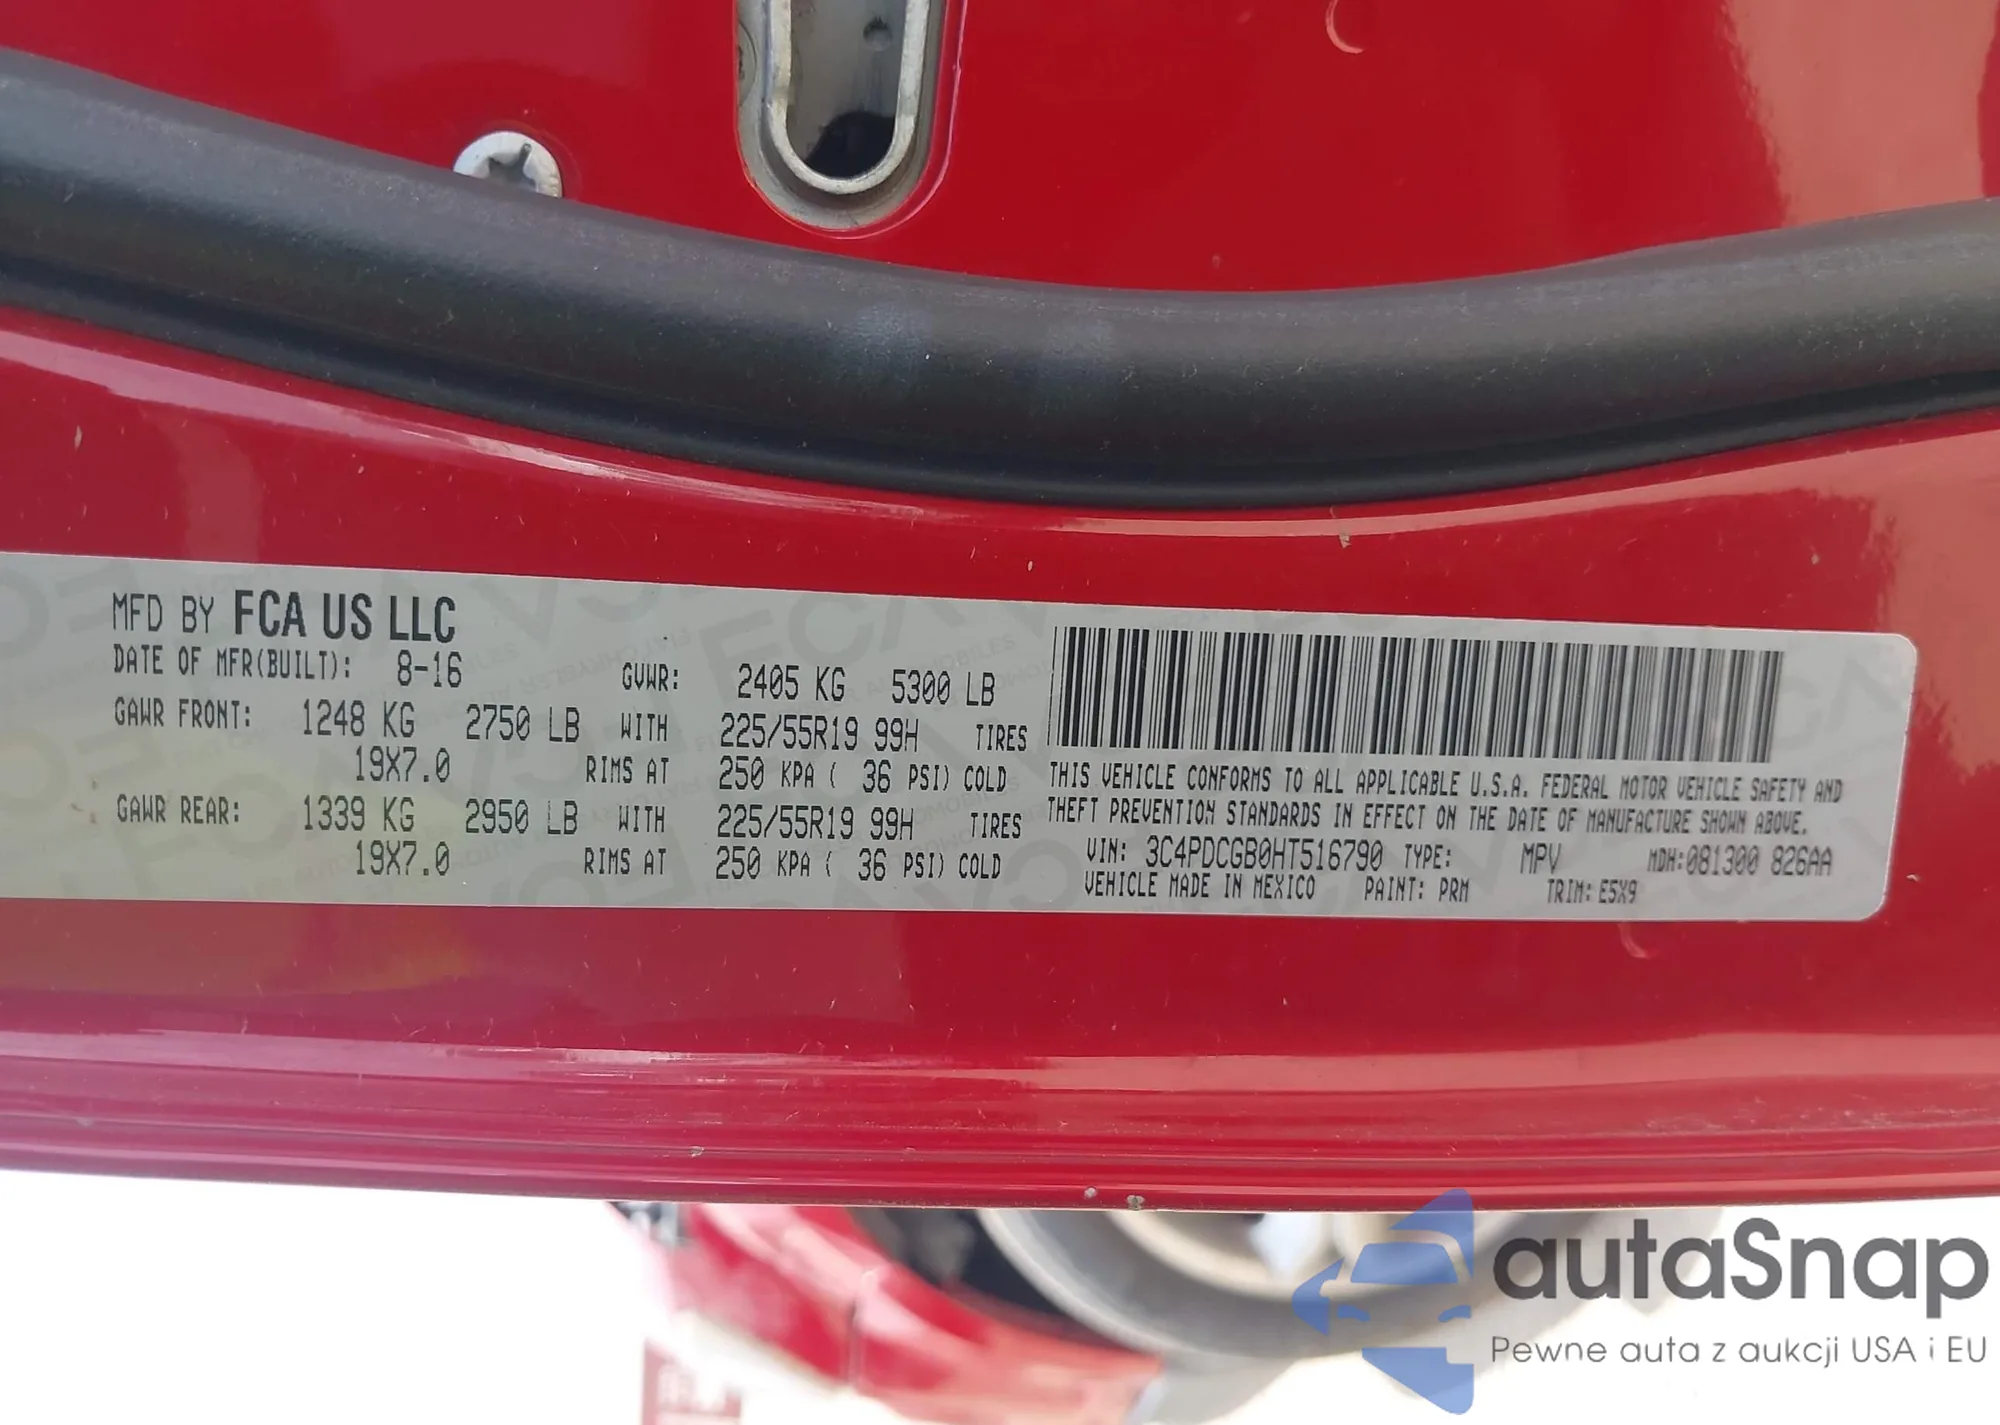 MFD BY FCA US LLC
DATE OF MFR(BUILT): 8-16 GVWR: 2405 KG 5300 LB
GAWR FRONT: 1248 KG 2750 LB WITH 225/55R19 99H TIRES
19X7.0 RIMS AT 250 KPA ( 36 PSI) COLD
GAWR REAR: 1339 KG 2950 LB WITH 225/55R19 99H TIRES
19X7.0 RIMS AT 250 KPA ( 36 PSI) COLD
THIS VEHICLE CONFORMS TO ALL APPLICABLE U.S.A. FEDERAL MOTOR VEHICLE SAFETY AND
THEFT PREVENTION STANDARDS IN EFFECT ON THE DATE OF MANUFACTURE SHOWN ABOVE.
VIN: 3C4PDCGB0HT516790 TYPE: MPV MDH:081300 826AA
VEHICLE MADE IN MEXICO PAINT: PRM TRIM: E5X9
autaSnap
Pewne auta z aukcji USA i EU